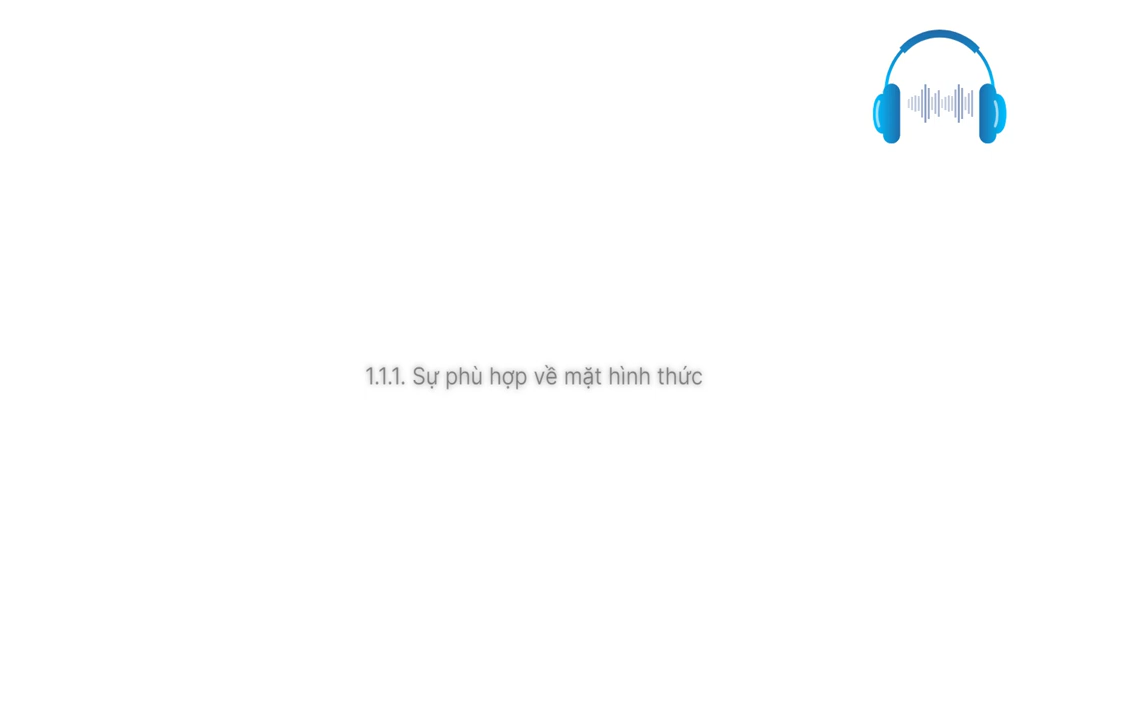 1.1.1. Sự phù hợp về mặt hình thức